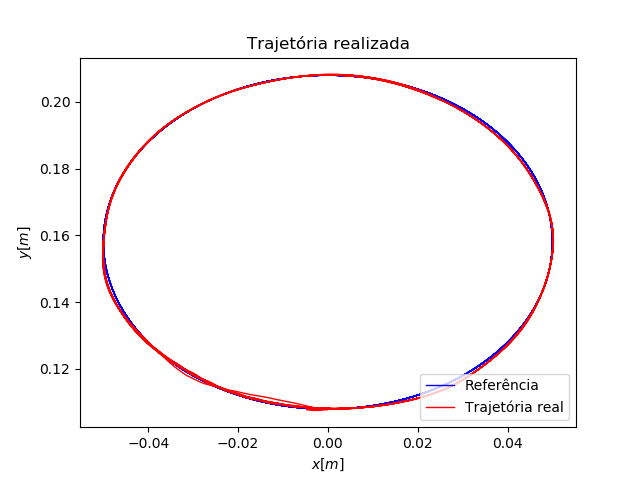 Trajetória realizada
0.20
0.18
0.16
0.14
0.12
y[m]
−0.04 −0.02 0.00 0.02 0.04
x[m]
Referência
Trajetória real